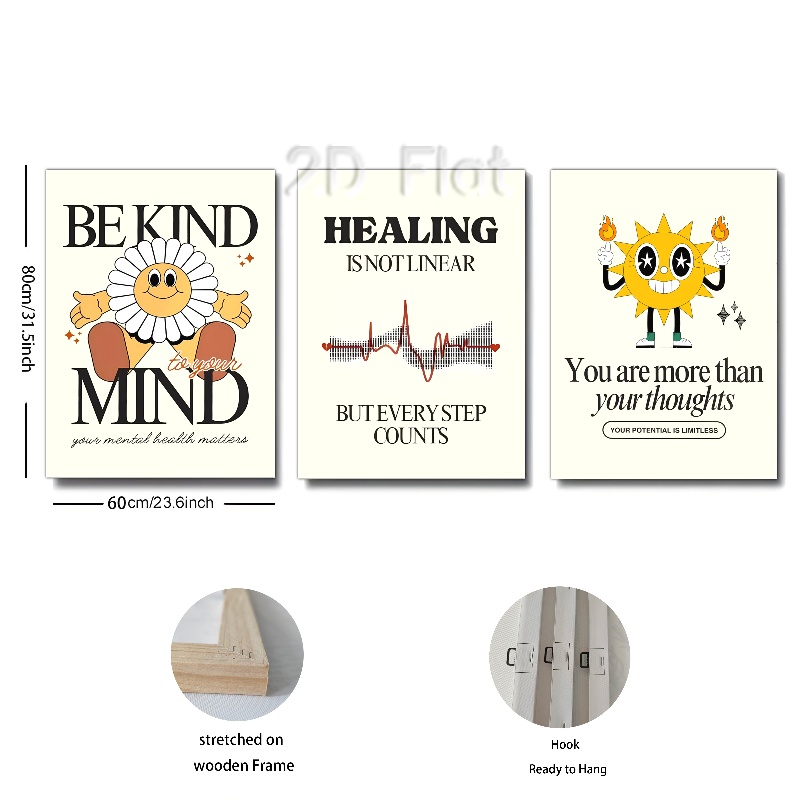 2D Flat
80cm/31.5inch
BE KIND
to your
MIND
your mental health matters
HEALING
IS NOT LINEAR
BUT EVERY STEP
COUNTS
You are more than
your thoughts
YOUR POTENTIAL IS LIMITLESS
60cm/23.6inch
stretched on
wooden Frame
Hook
Ready to Hang